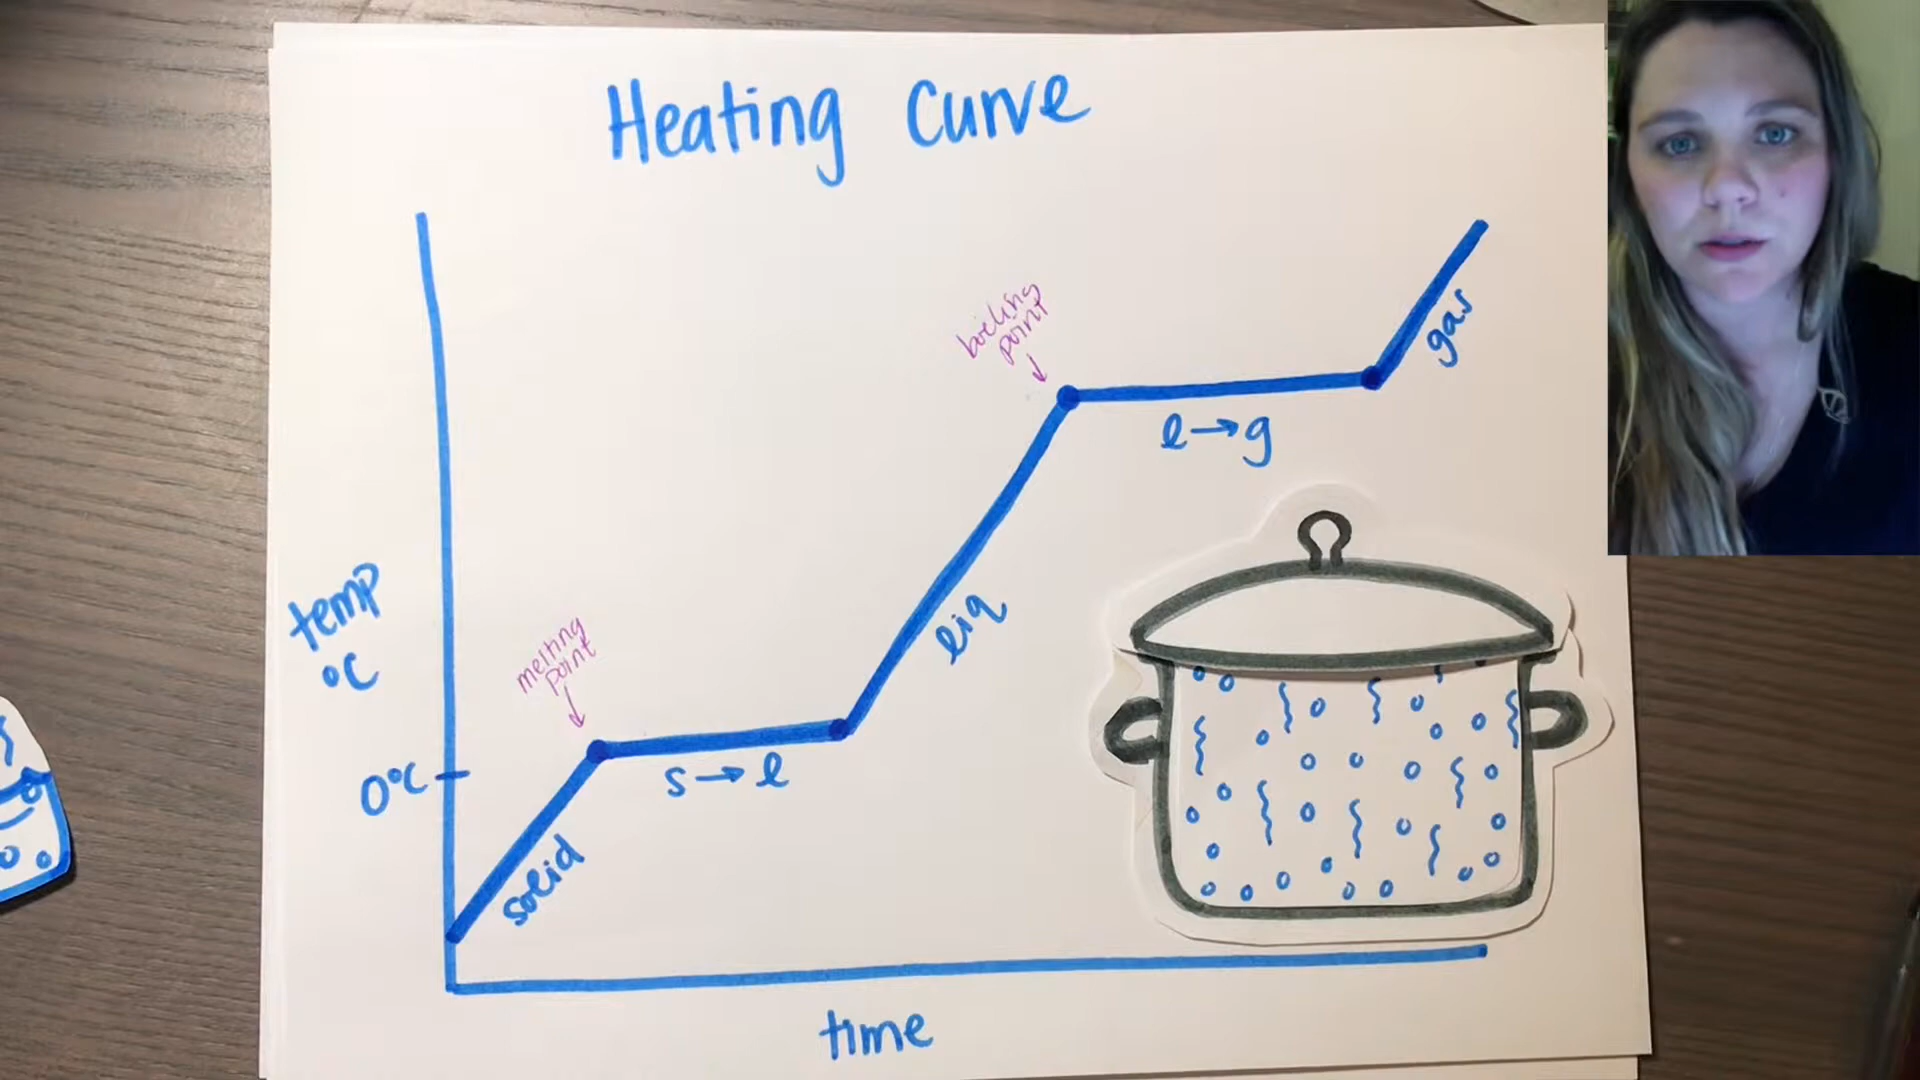 Heating Curve
boiling
point
gas
l→g
temp
°C
melting
point
liq
0°C
s→l
solid
time